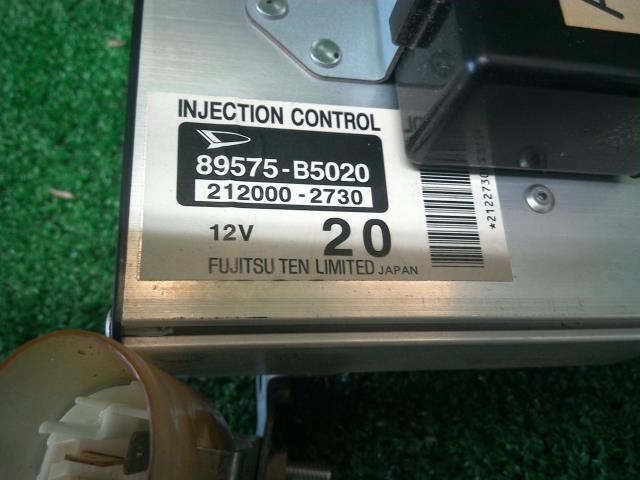 INJECTION CONTROL
89575-B5020
212000-2730
12V
20
FUJITSU TEN LIMITED JAPAN